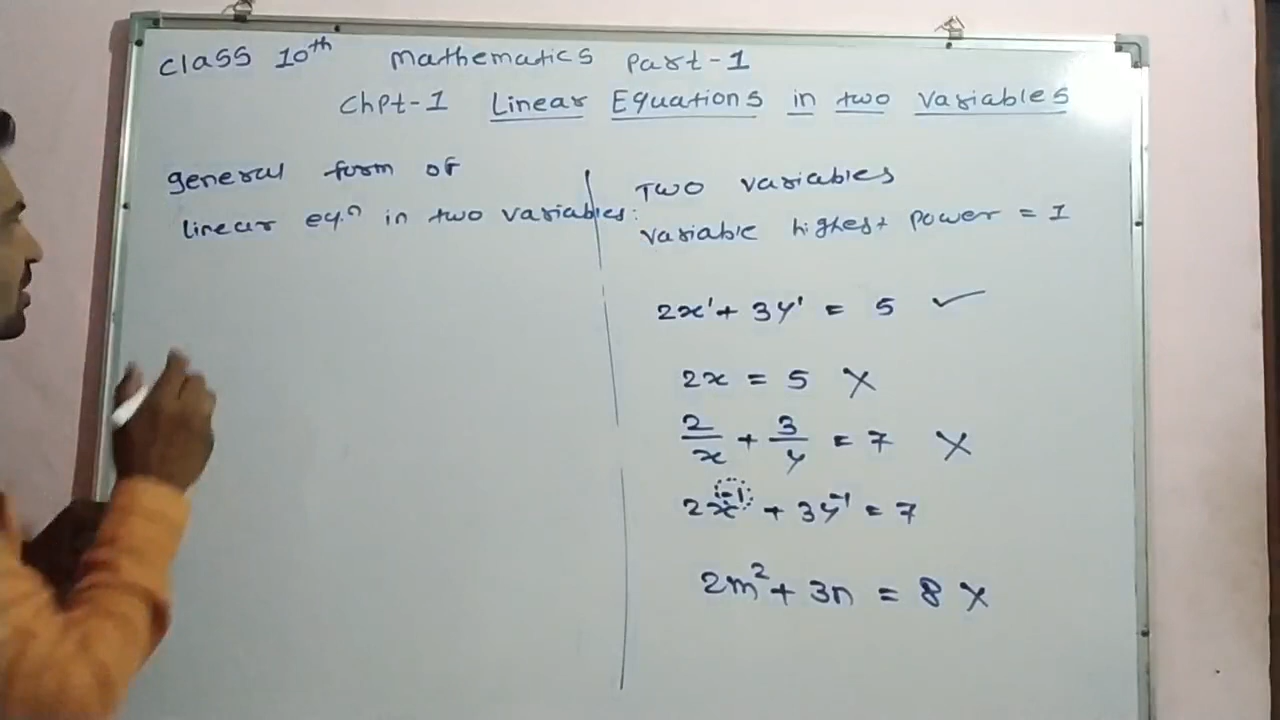 Class 10th Mathematics Part-1
Chpt-1 Linear Equations in two variables
general form of
linear eq.n in two variables:
Two variables
variable highest power = 1
2x¹ + 3y¹ = 5 ✓
2x = 5 X
2/x + 3/y = 7 X
2x⁻¹ + 3y⁻¹ = 7
2m² + 3n = 8 X